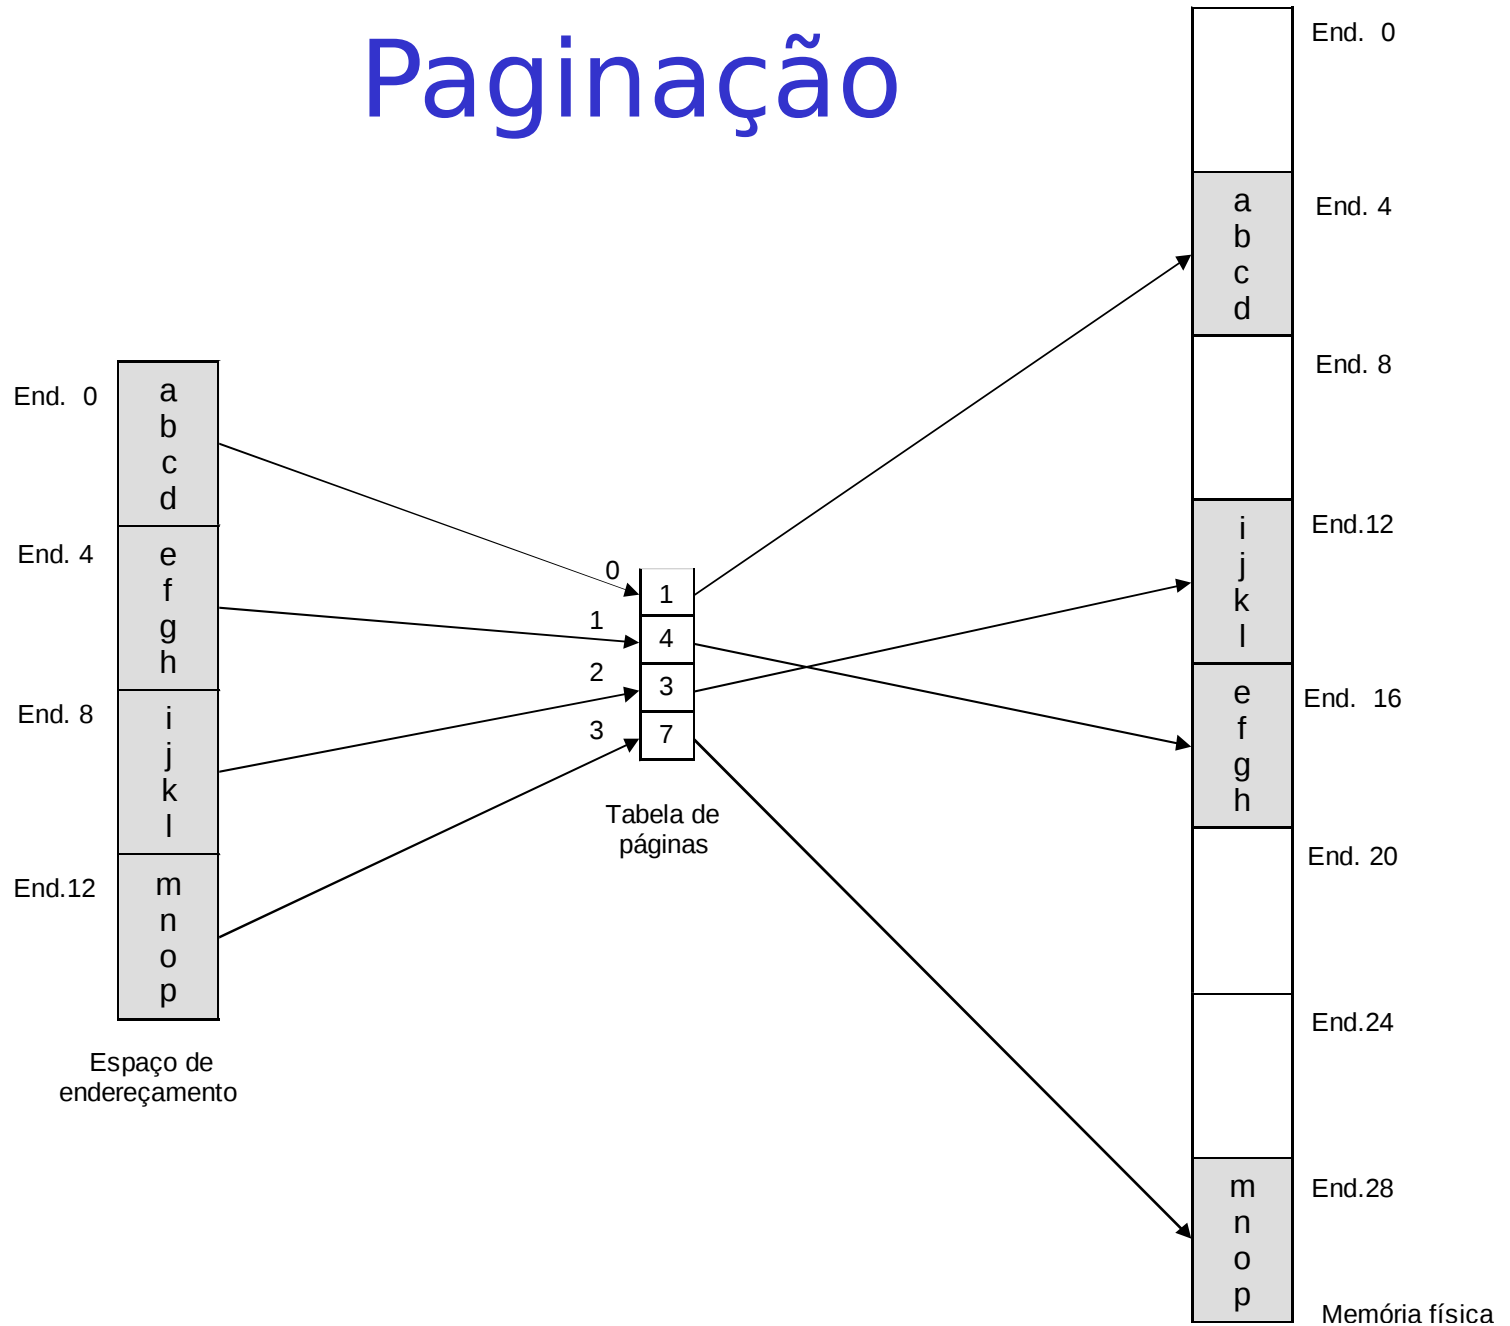 Paginação
End. 0
a
b
c
d
End. 4
e
f
g
h
End. 8
i
j
k
l
End.12
m
n
o
p
Espaço de
endereçamento
0
1
1
4
2
3
3
7
Tabela de
páginas
End. 0
a
b
c
d
End. 4
End. 8
i
j
k
l
End.12
e
f
g
h
End. 16
End. 20
End.24
m
n
o
p
End.28
Memória física